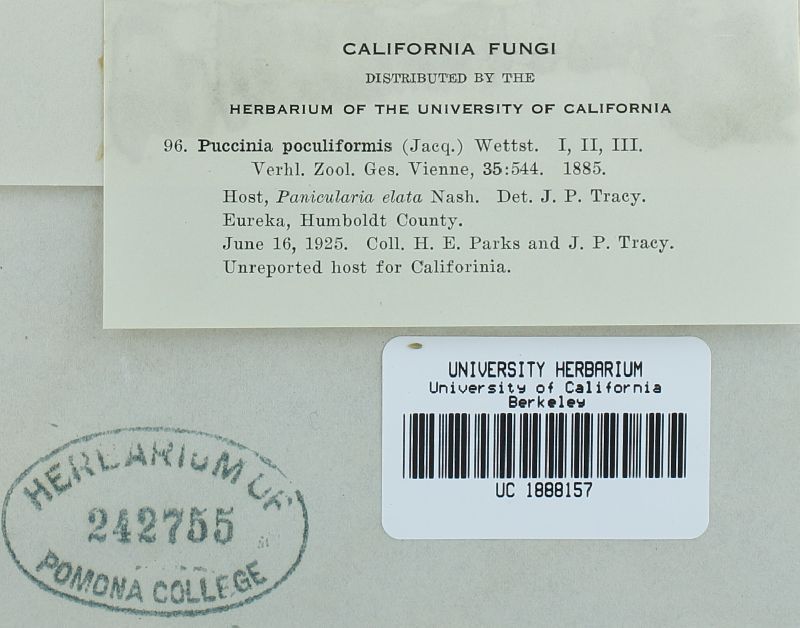 CALIFORNIA FUNGI
DISTRIBUTED BY THE
HERBARIUM OF THE UNIVERSITY OF CALIFORNIA
96. Puccinia poculiformis (Jacq.) Wettst. I, II, III.
Verhl. Zool. Ges. Vienne, 35:544. 1885.
Host, Panicularia elata Nash. Det. J. P. Tracy.
Eureka, Humboldt County.
June 16, 1925. Coll. H. E. Parks and J. P. Tracy.
Unreported host for Califorinia.
UNIVERSITY HERBARIUM
University of California
Berkeley
UC 1888157
HERBARIUM OF
242755
POMONA COLLEGE